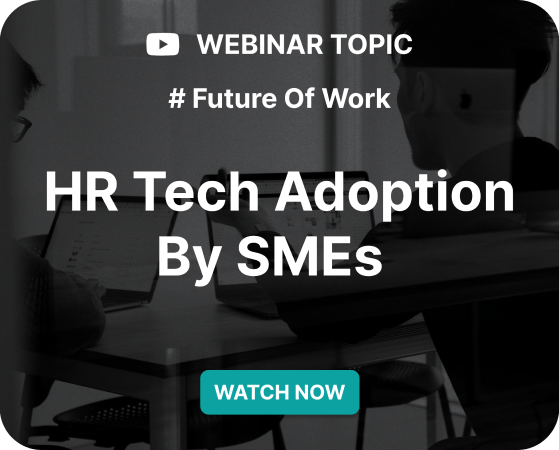 WEBINAR TOPIC
# Future Of Work
HR Tech Adoption
By SMEs
WATCH NOW